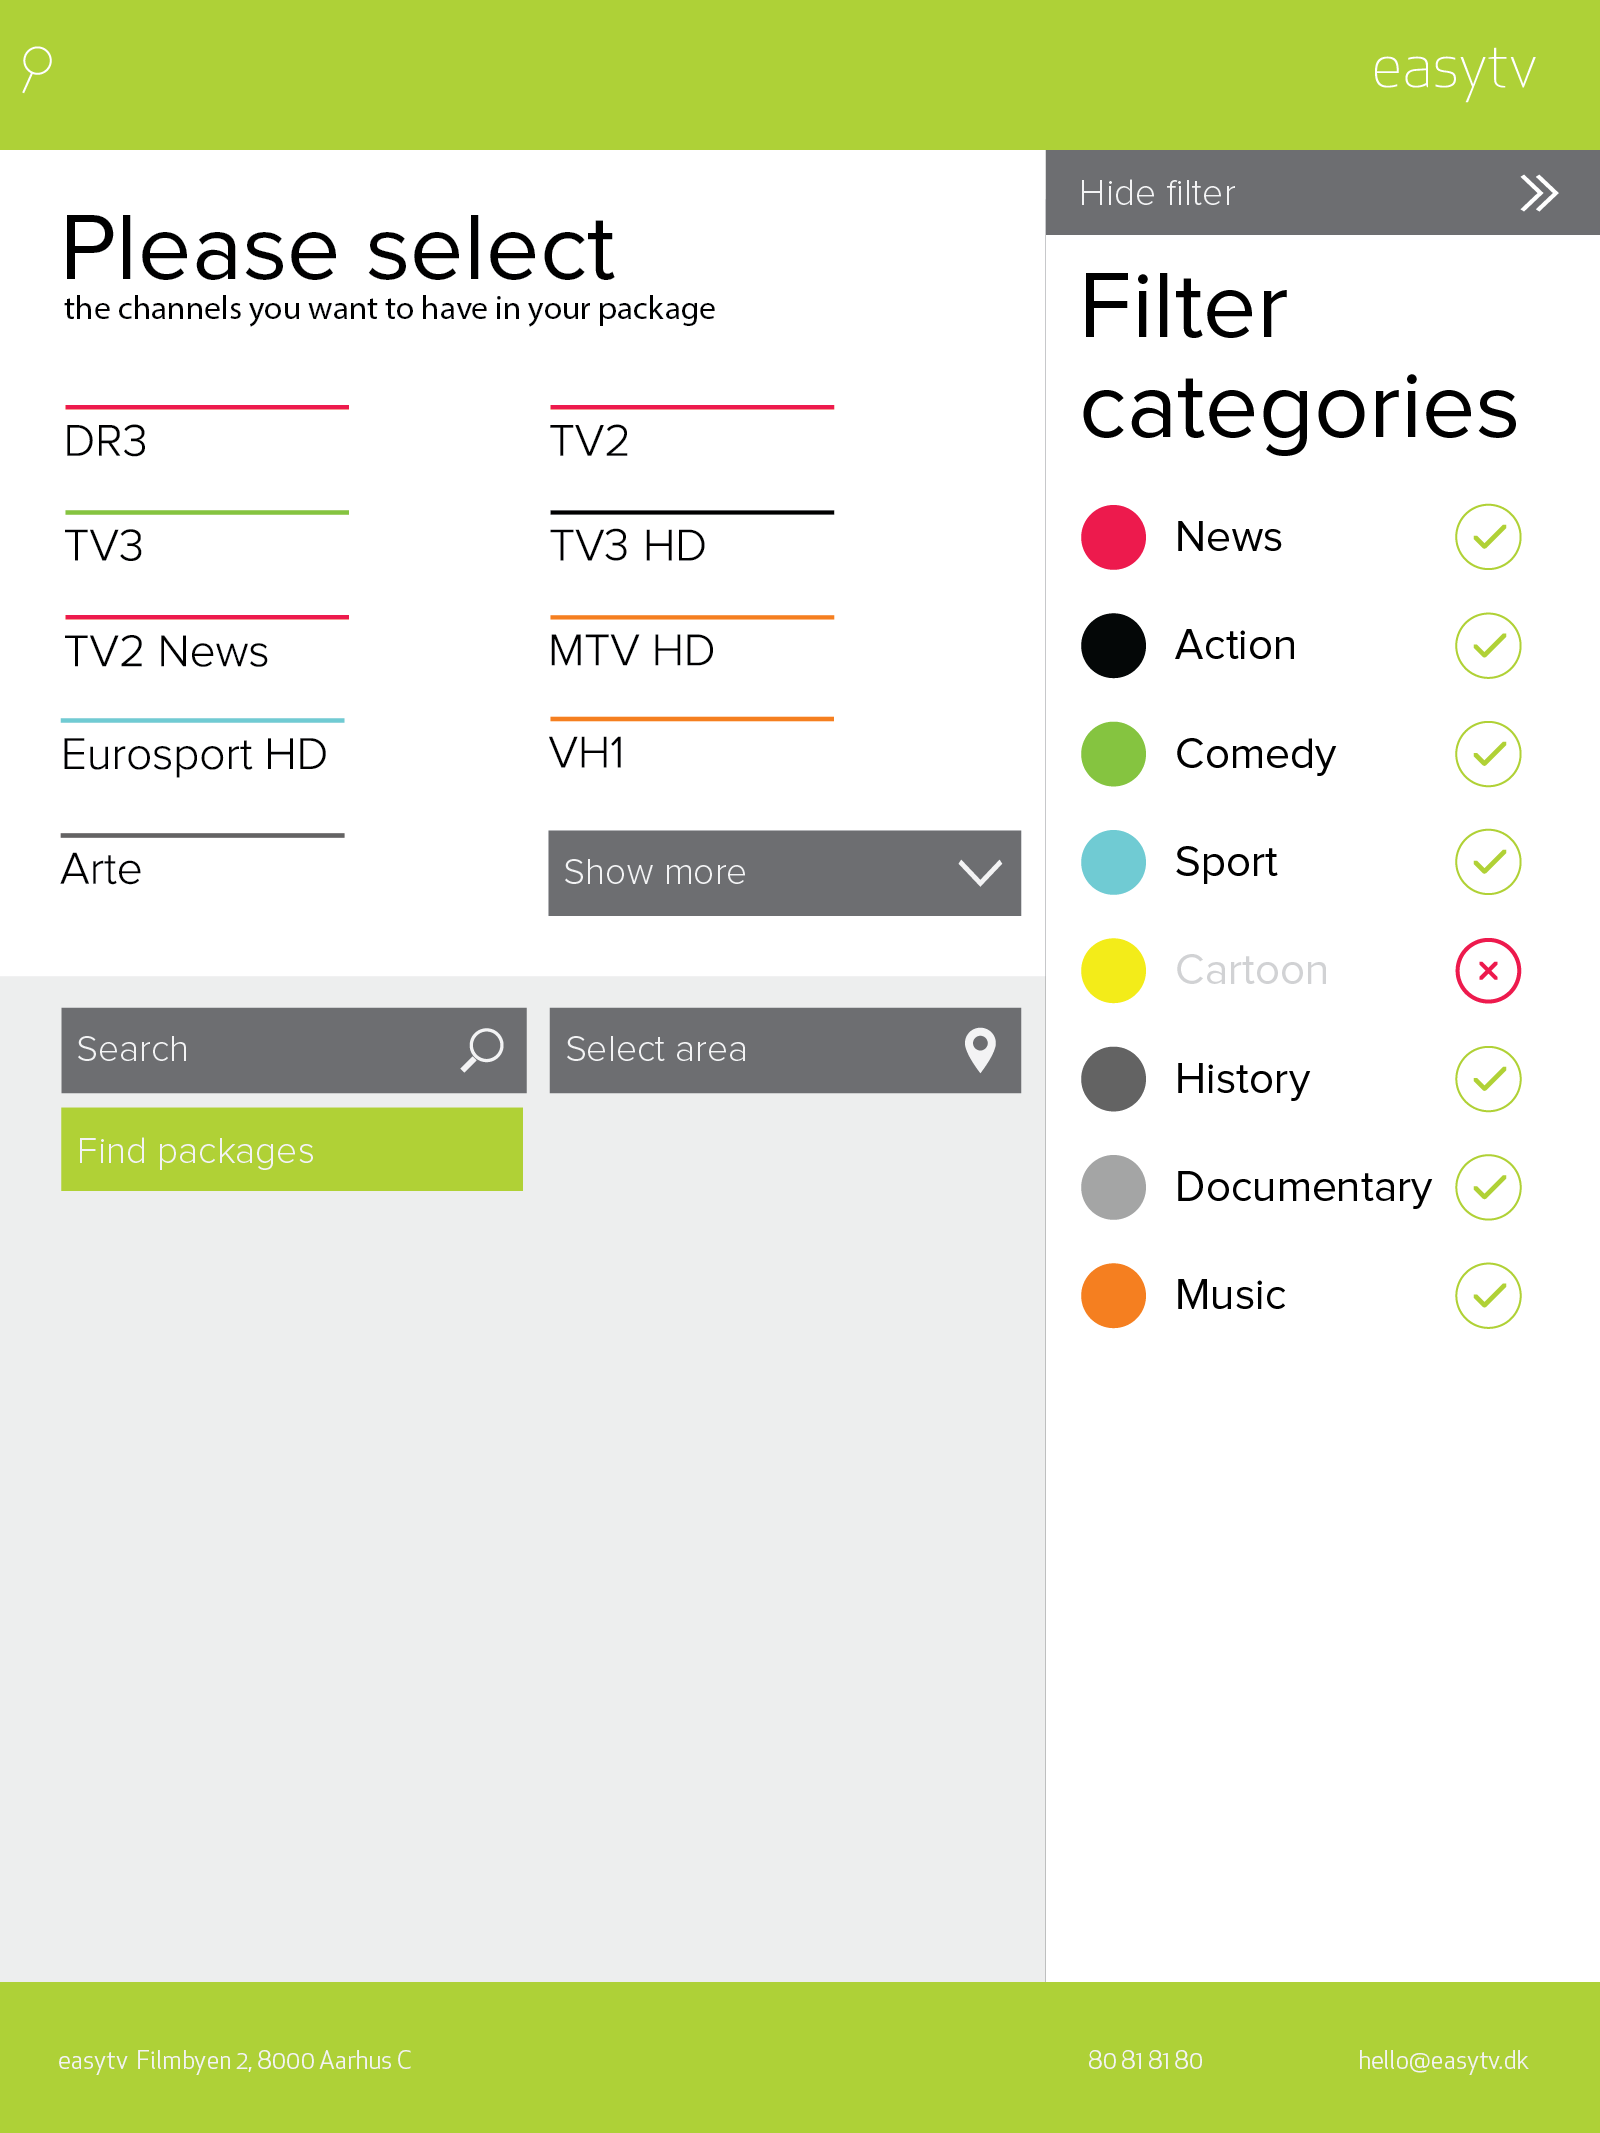 easytv
Please select
the channels you want to have in your package
DR3
TV2
TV3
TV3 HD
TV2 News
MTV HD
Eurosport HD
VH1
Arte
Show more
Search
Select area
Find packages
Hide filter
Filter
categories
News
Action
Comedy
Sport
Cartoon
History
Documentary
Music
easytv Filmbyen 2, 8000 Aarhus C
80 81 81 80
hello@easytv.dk